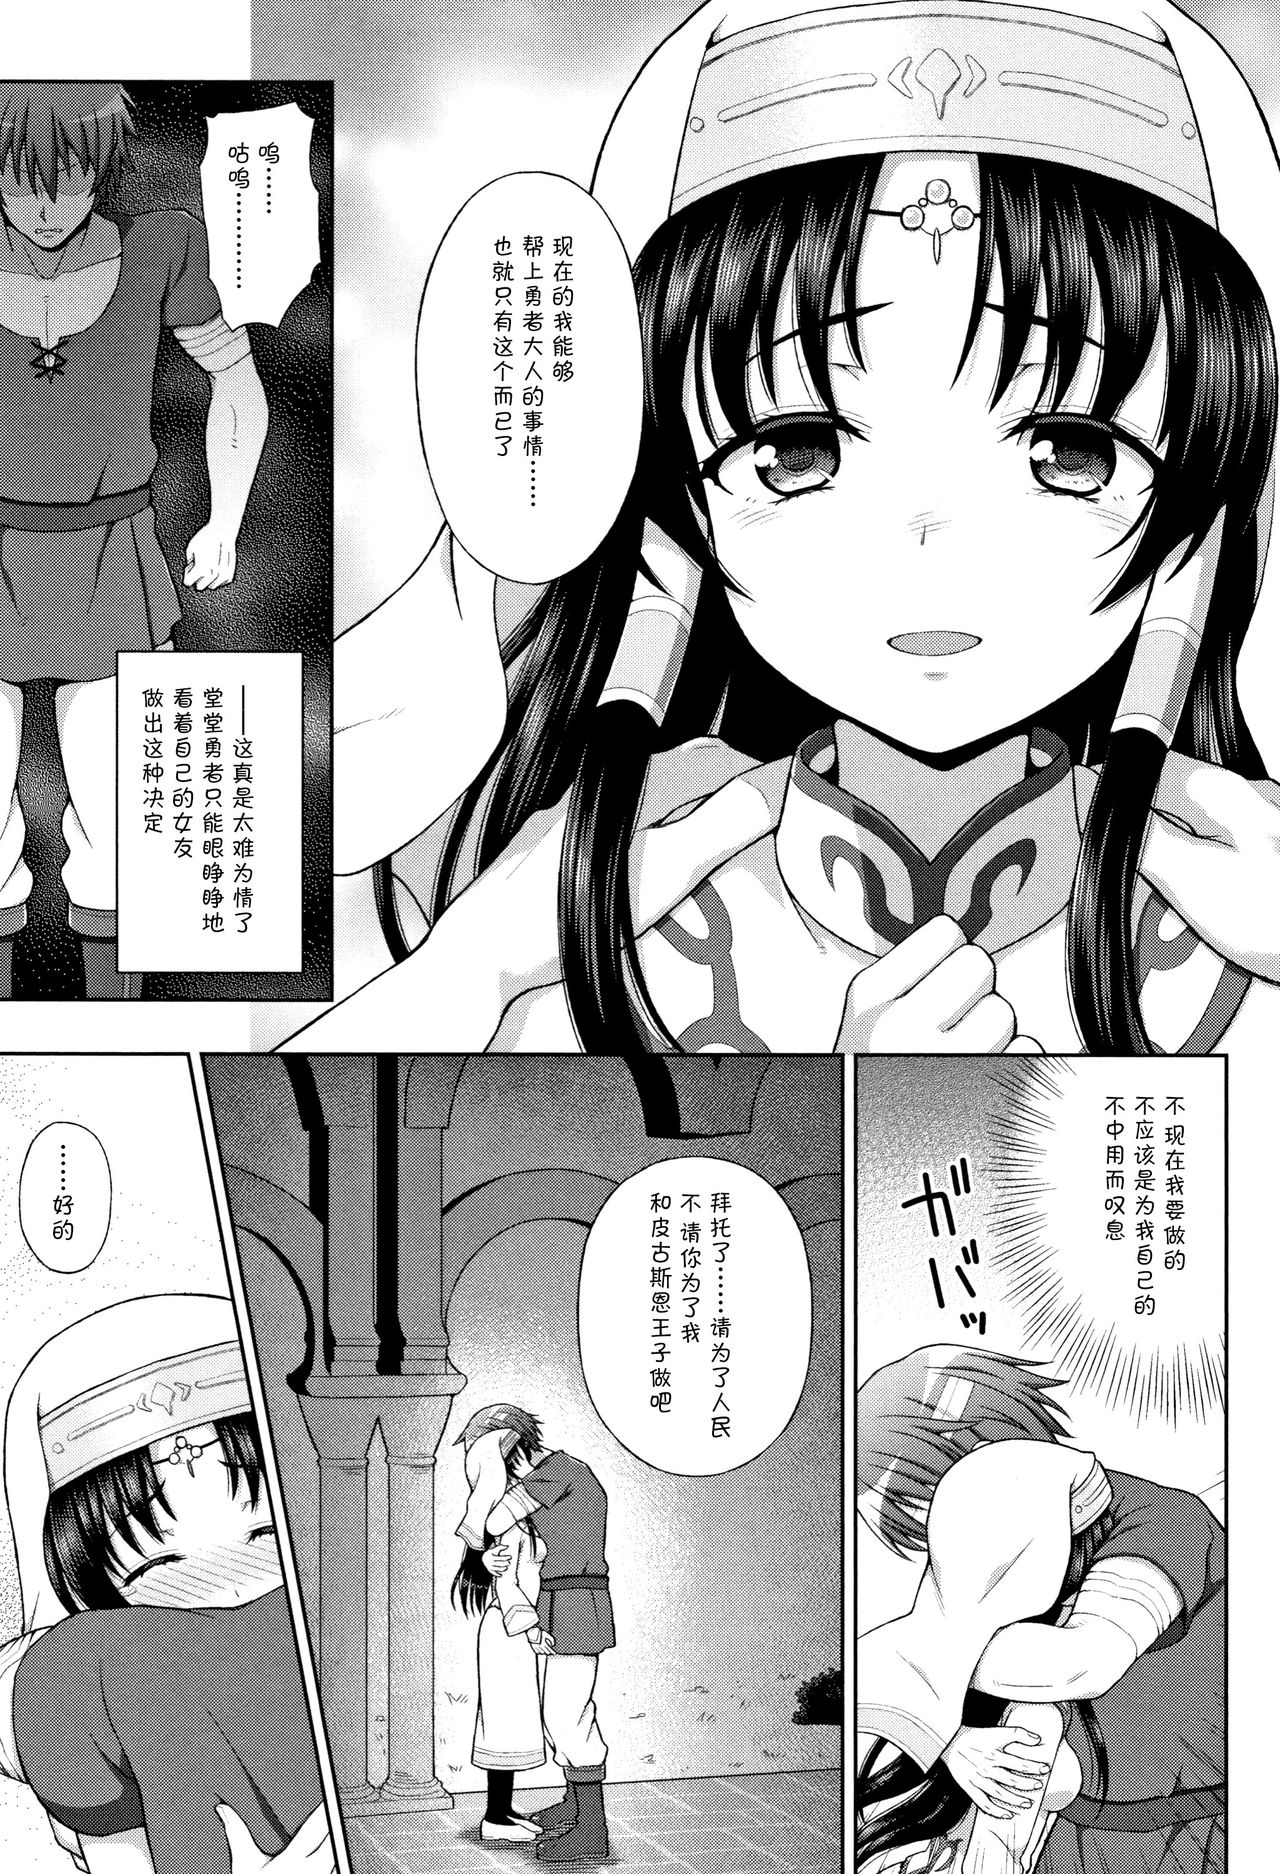 现在的我能够
帮上勇者大人的事情……
也就只有这个而已了
呜……
咕呜…………
——这真是太难为情了
堂堂勇者只能眼睁睁地
看着自己的女友
做出这种决定
不现在我要做的
不应该是为我自己的
不中用而叹息
ガバッ
拜托了……请为了人民
不请你为了我
和皮古斯恩王子做吧
……好的